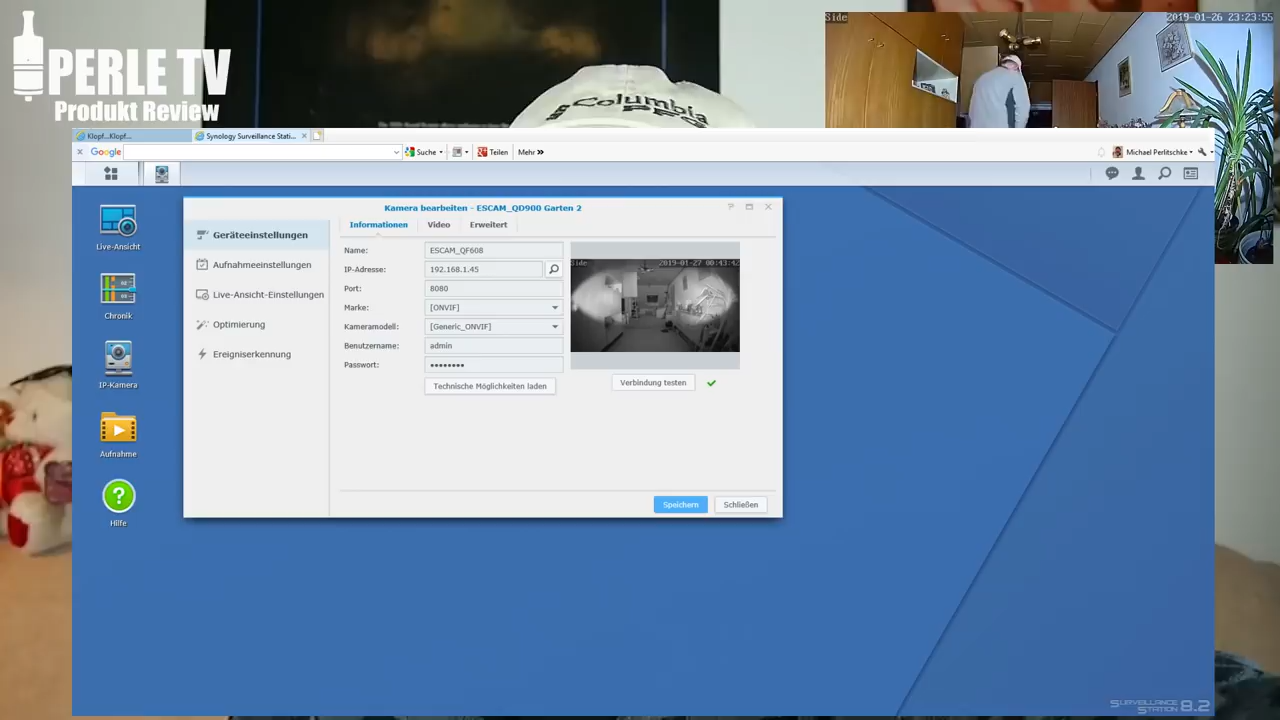 PERLE TV
Produkt Review
Columbia
Side
2019-01-26 23:23:55
Klopf...Klopf...
Synology Surveillance Stati...
Google
Suche
Teilen
Mehr »
Michael Perlitschke
Live-Ansicht
Chronik
IP-Kamera
Aufnahme
Hilfe
Kamera bearbeiten - ESCAM_QD900 Garten 2
Geräteeinstellungen
Aufnahmeeinstellungen
Live-Ansicht-Einstellungen
Optimierung
Ereigniserkennung
Informationen Video Erweitert
Name: ESCAM_QF608
IP-Adresse: 192.168.1.45
Port: 8080
Marke: [ONVIF]
Kameramodell: [Generic_ONVIF]
Benutzername: admin
Passwort: ••••••••
Technische Möglichkeiten laden
Side 2019-01-27 00:43:42
Verbindung testen
Speichern Schließen
SURVEILLANCE
STATION 8.2